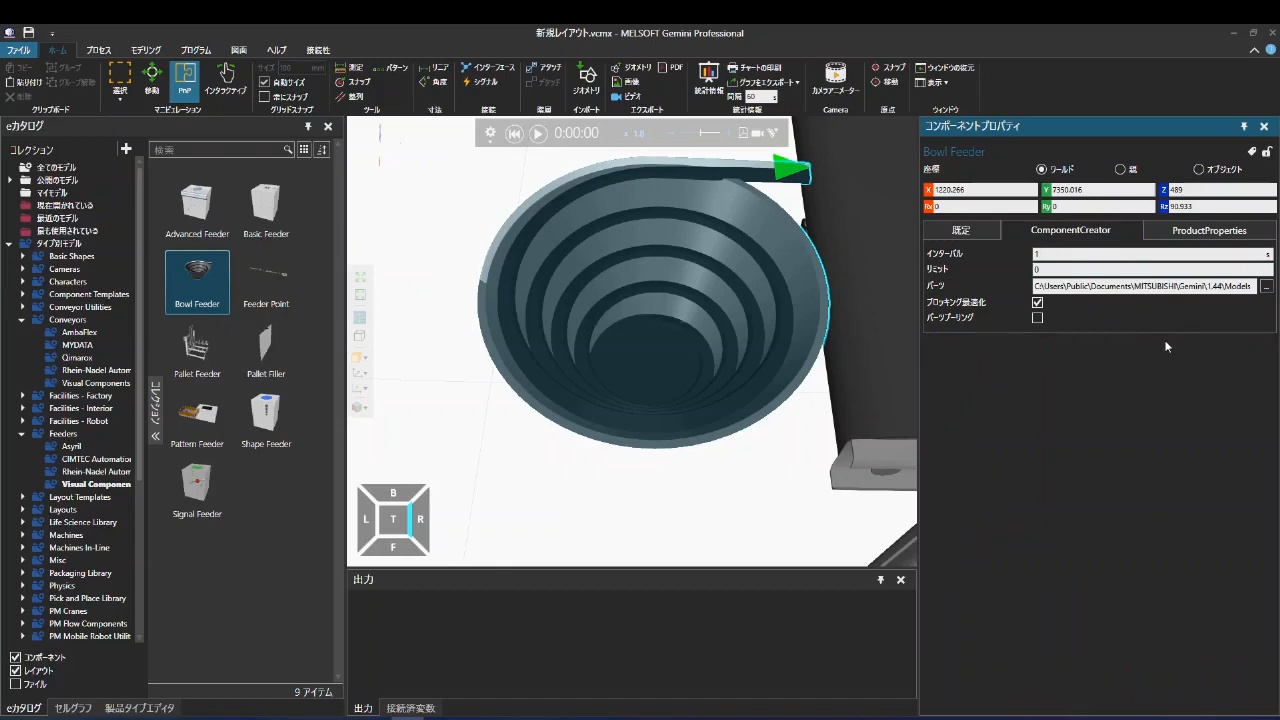 新規レイアウト.vcmx - MELSOFT Gemini Professional
ファイル ホーム プロセス モデリング プログラム 図面 ヘルプ 接続性
コピー グループ
貼り付け グループ解除
削除
クリップボード
選択 移動 PnP インタラクティブ
マニピュレーション
サイズ 100 mm
自動サイズ
常にスナップ
グリッドスナップ
測定 パターン
スナップ
整列
ツール
リニア
角度
寸法
インターフェース
シグナル
接続
アタッチ
デタッチ
階層
ジオメトリ
インポート
ジオメトリ PDF
画像
ビデオ
エクスポート
統計情報
チャートの印刷
グラフをエクスポート
間隔 60 s
統計情報
カメラアニメーター
Camera
スナップ
移動
原点
ウィンドウの復元
表示
ウィンドウ
eカタログ
コレクション
全てのモデル
公開のモデル
マイモデル
現在開かれている
最近のモデル
最も使用されている
タイプ別モデル
Basic Shapes
Cameras
Characters
Component Templates
Conveyor Utilities
Conveyors
AmbaFlex
MYDATA
Qimarox
Rhein-Nadel Autor
Visual Components
Facilities - Factory
Facilities - Interior
Facilities - Robot
Feeders
Asyril
CIMTEC Automation
Rhein-Nadel Autom
Visual Componen
Layout Templates
Layouts
Life Science Library
Machines
Machines In-Line
Misc
Packaging Library
Physics
Pick and Place Library
PM Cranes
PM Flow Components
PM Mobile Robot Utilit
コンポーネント
レイアウト
ファイル
eカタログ セルグラフ 製品タイプエディタ
検索
Advanced Feeder Basic Feeder
Bowl Feeder Feeder Point
Pallet Feeder Pallet Filler
Pattern Feeder Shape Feeder
Signal Feeder
コレクション
9 アイテム
0:00:00 x 1.0
B
L T R
F
出力
出力 接続済変数
コンポーネントプロパティ
Bowl Feeder
座標 ワールド 親 オブジェクト
X 1220.266 Y 7350.016 Z 489
Rx 0 Ry 0 Rz 90.933
既定 ComponentCreator ProductProperties
インターバル 1 s
リミット 0
パーツ C:\Users\Public\Documents\MITSUBISHI\Gemini\1.44\Models ...
ブロッキング最適化
パーツプーリング